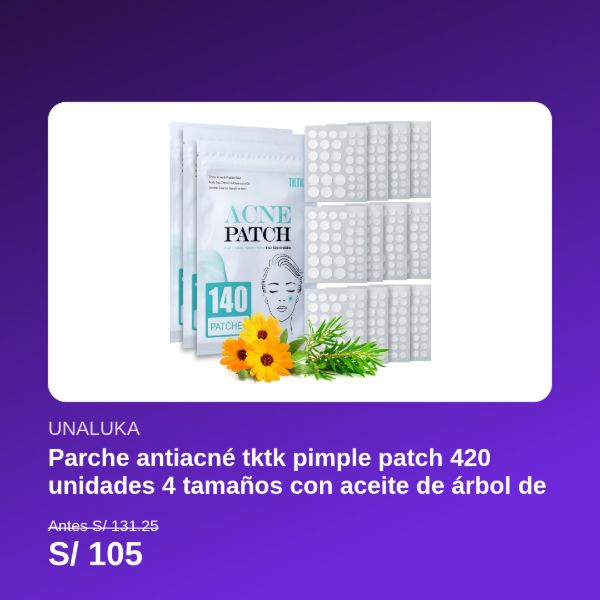 TKTK
ACNE
PATCH
140
PATCHE
UNALUKA
Parche antiacné tktk pimple patch 420
unidades 4 tamaños con aceite de árbol de
Antes S/ 131.25
S/ 105